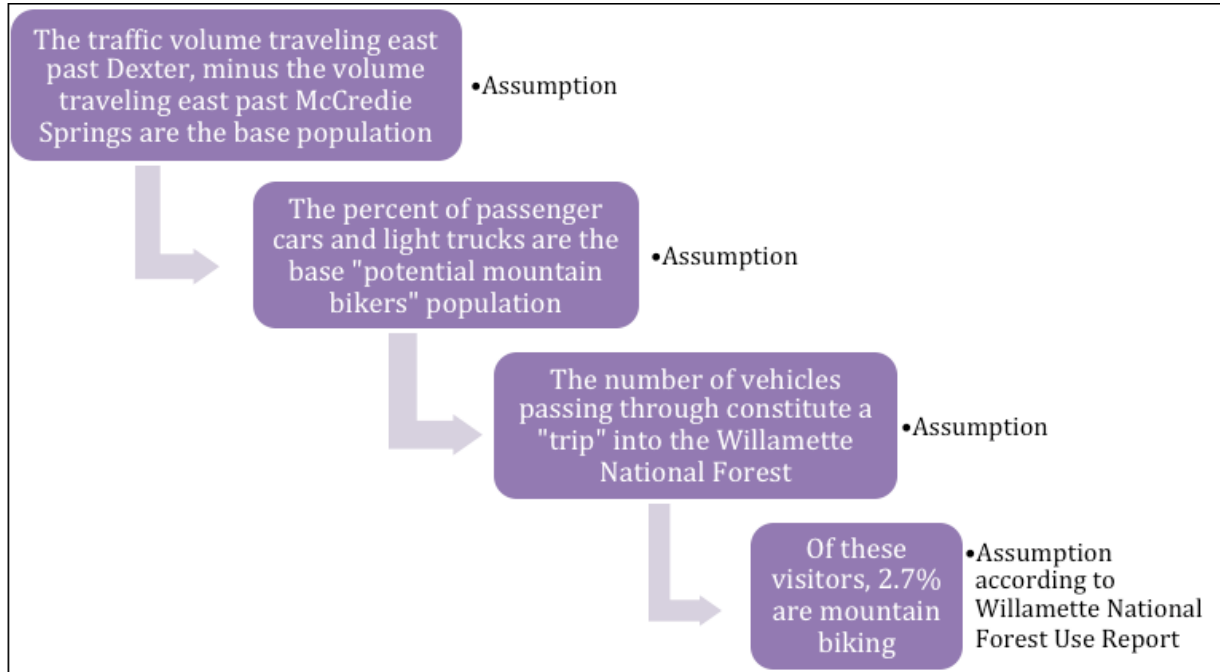 The traffic volume traveling east
past Dexter, minus the volume
traveling east past McCredie
Springs are the base population
•Assumption
The percent of passenger
cars and light trucks are the
base "potential mountain
bikers" population
•Assumption
The number of vehicles
passing through constitute a
"trip" into the Willamette
National Forest
•Assumption
Of these
visitors, 2.7%
are mountain
biking
•Assumption
according to
Willamette National
Forest Use Report